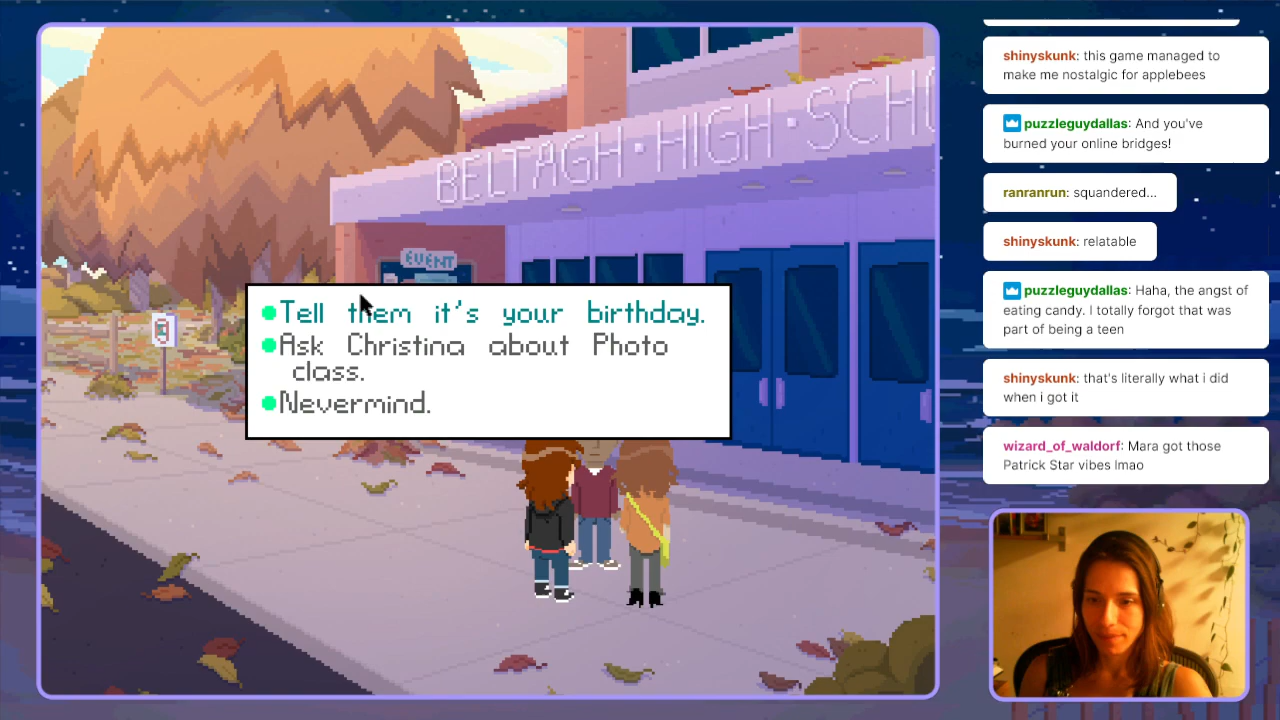 BELTAGH · HIGH · SCHO
EVENT
Tell them it's your birthday.
Ask Christina about Photo
class.
Nevermind.
shinyskunk: this game managed to
make me nostalgic for applebees
puzzleguydallas: And you've
burned your online bridges!
ranranrun: squandered...
shinyskunk: relatable
puzzleguydallas: Haha, the angst of
eating candy. I totally forgot that was
part of being a teen
shinyskunk: that's literally what i did
when i got it
wizard_of_waldorf: Mara got those
Patrick Star vibes lmao